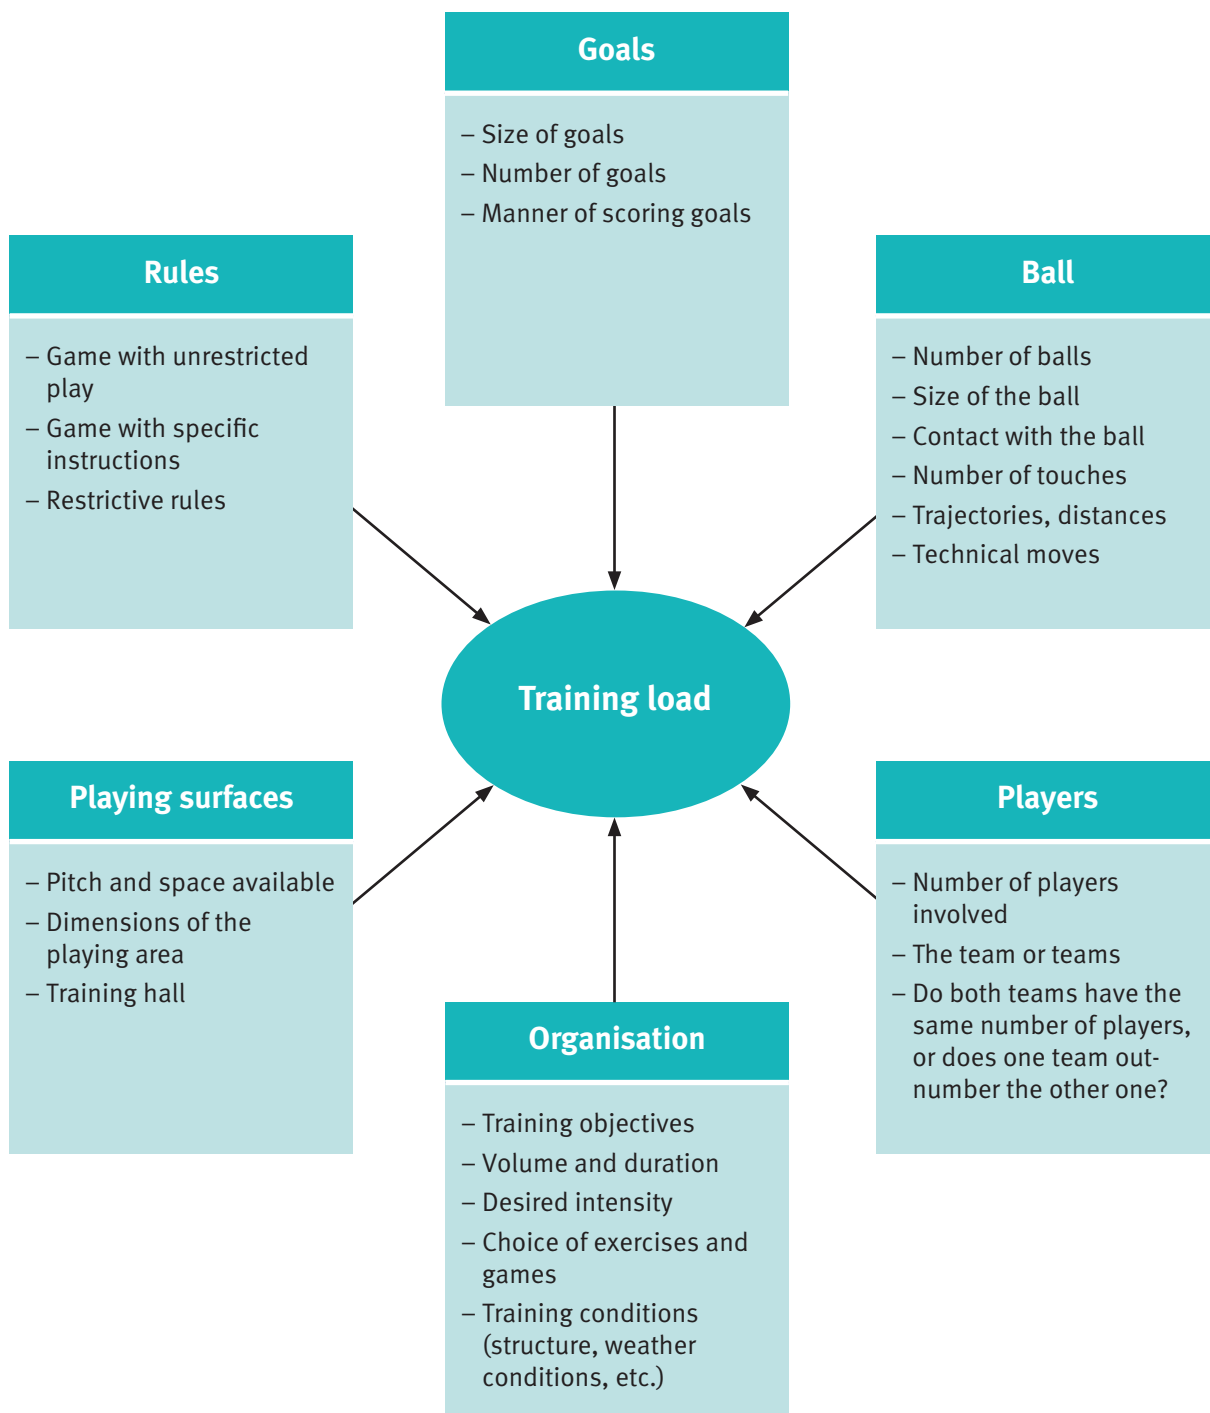 Goals
– Size of goals
– Number of goals
– Manner of scoring goals
Rules
– Game with unrestricted
play
– Game with specific
instructions
– Restrictive rules
Ball
– Number of balls
– Size of the ball
– Contact with the ball
– Number of touches
– Trajectories, distances
– Technical moves
Training load
Playing surfaces
– Pitch and space available
– Dimensions of the
playing area
– Training hall
Players
– Number of players
involved
– The team or teams
– Do both teams have the
same number of players,
or does one team out-
number the other one?
Organisation
– Training objectives
– Volume and duration
– Desired intensity
– Choice of exercises and
games
– Training conditions
(structure, weather
conditions, etc.)